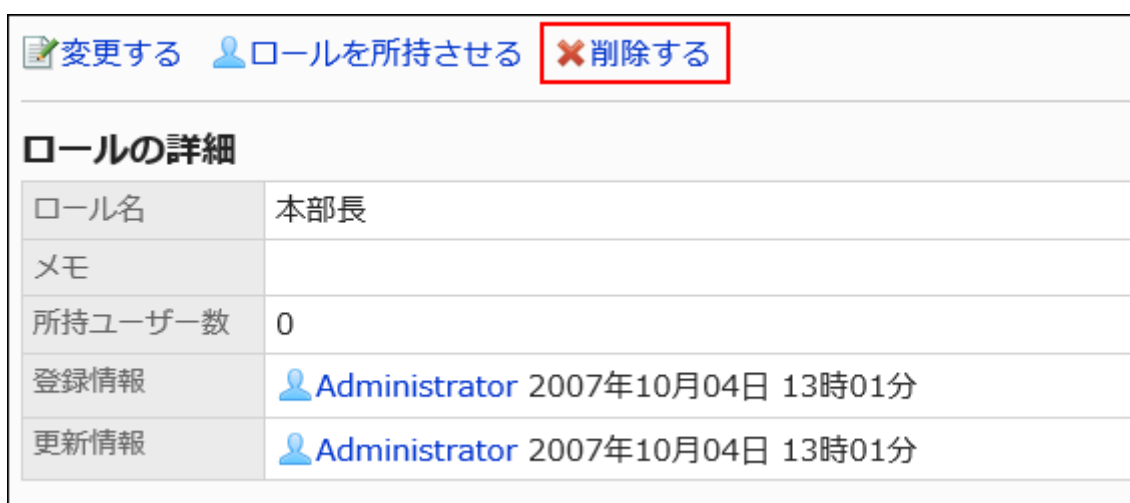 変更する ロールを所持させる 削除する
ロールの詳細
ロール名 本部長
メモ
所持ユーザー数 0
登録情報 Administrator 2007年10月04日 13時01分
更新情報 Administrator 2007年10月04日 13時01分